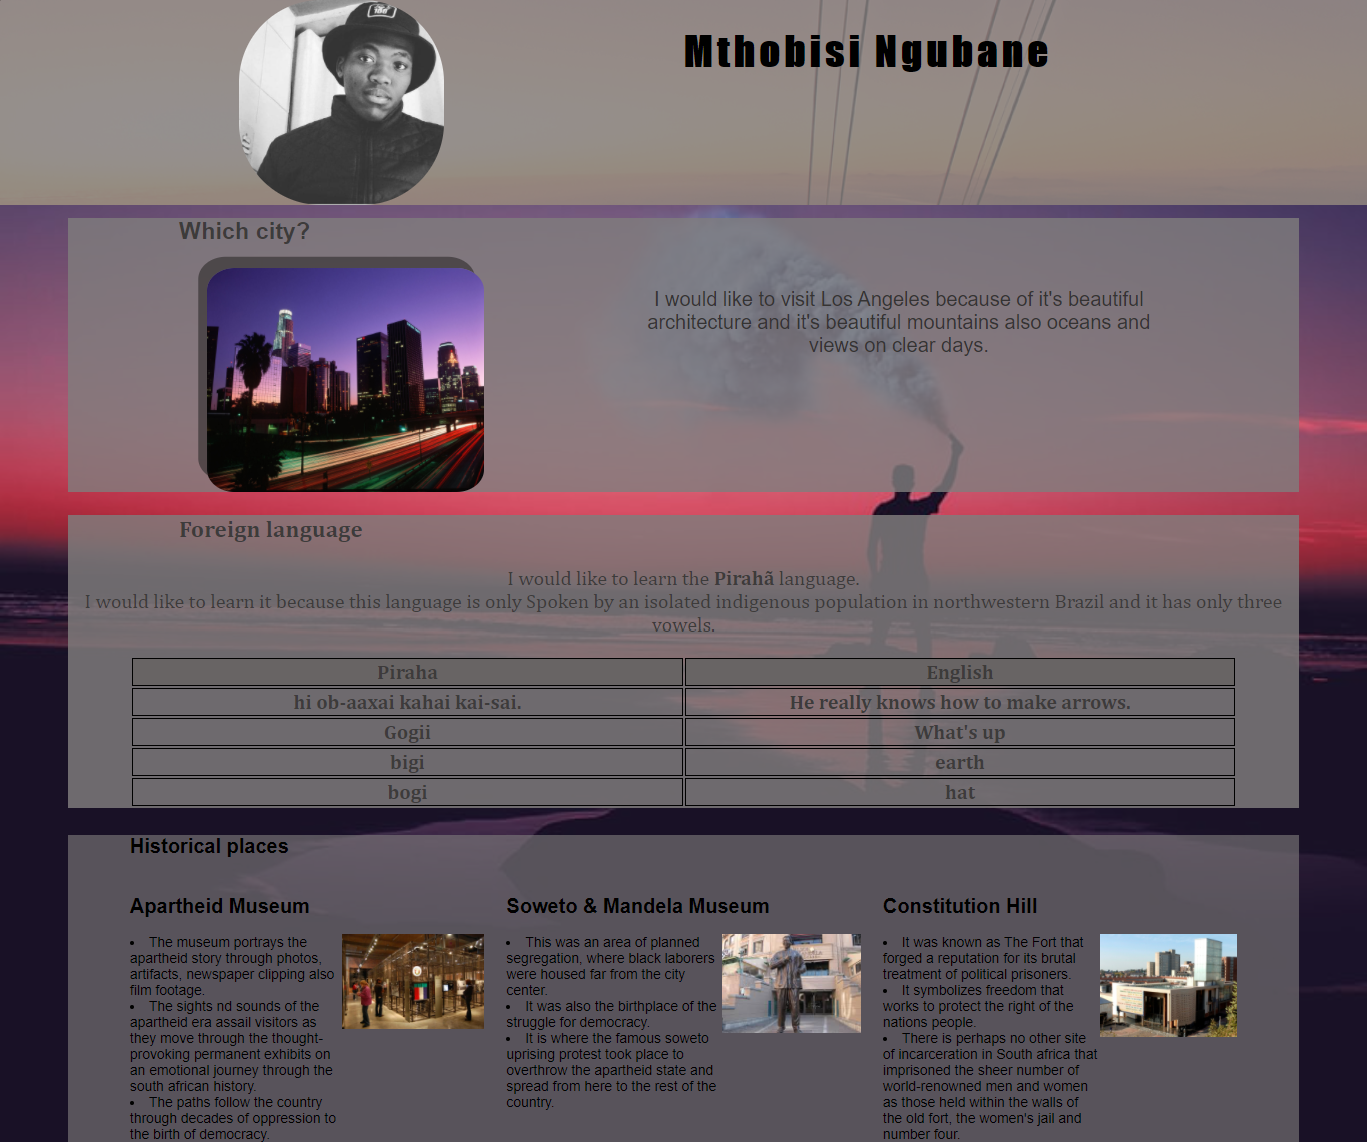 Mthobisi Ngubane
Which city?
I would like to visit Los Angeles because of it's beautiful
architecture and it's beautiful mountains also oceans and
views on clear days.
Foreign language
I would like to learn the Pirahã language.
I would like to learn it because this language is only Spoken by an isolated indigenous population in northwestern Brazil and it has only three
vowels.
Piraha English
hi ob-aaxai kahai kai-sai. He really knows how to make arrows.
Gogii What's up
bigi earth
bogi hat
Historical places
Apartheid Museum
• The museum portrays the
apartheid story through photos,
artifacts, newspaper clipping also
film footage.
• The sights nd sounds of the
apartheid era assail visitors as
they move through the thought-
provoking permanent exhibits on
an emotional journey through the
south african history.
• The paths follow the country
through decades of oppression to
the birth of democracy.
Soweto & Mandela Museum
• This was an area of planned
segregation, where black laborers
were housed far from the city
center.
• It was also the birthplace of the
struggle for democracy.
• It is where the famous soweto
uprising protest took place to
overthrow the apartheid state and
spread from here to the rest of the
country.
Constitution Hill
• It was known as The Fort that
forged a reputation for its brutal
treatment of political prisoners.
• It symbolizes freedom that
works to protect the right of the
nations people.
• There is perhaps no other site
of incarceration in South africa that
imprisoned the sheer number of
world-renowned men and women
as those held within the walls of
the old fort, the women's jail and
number four.